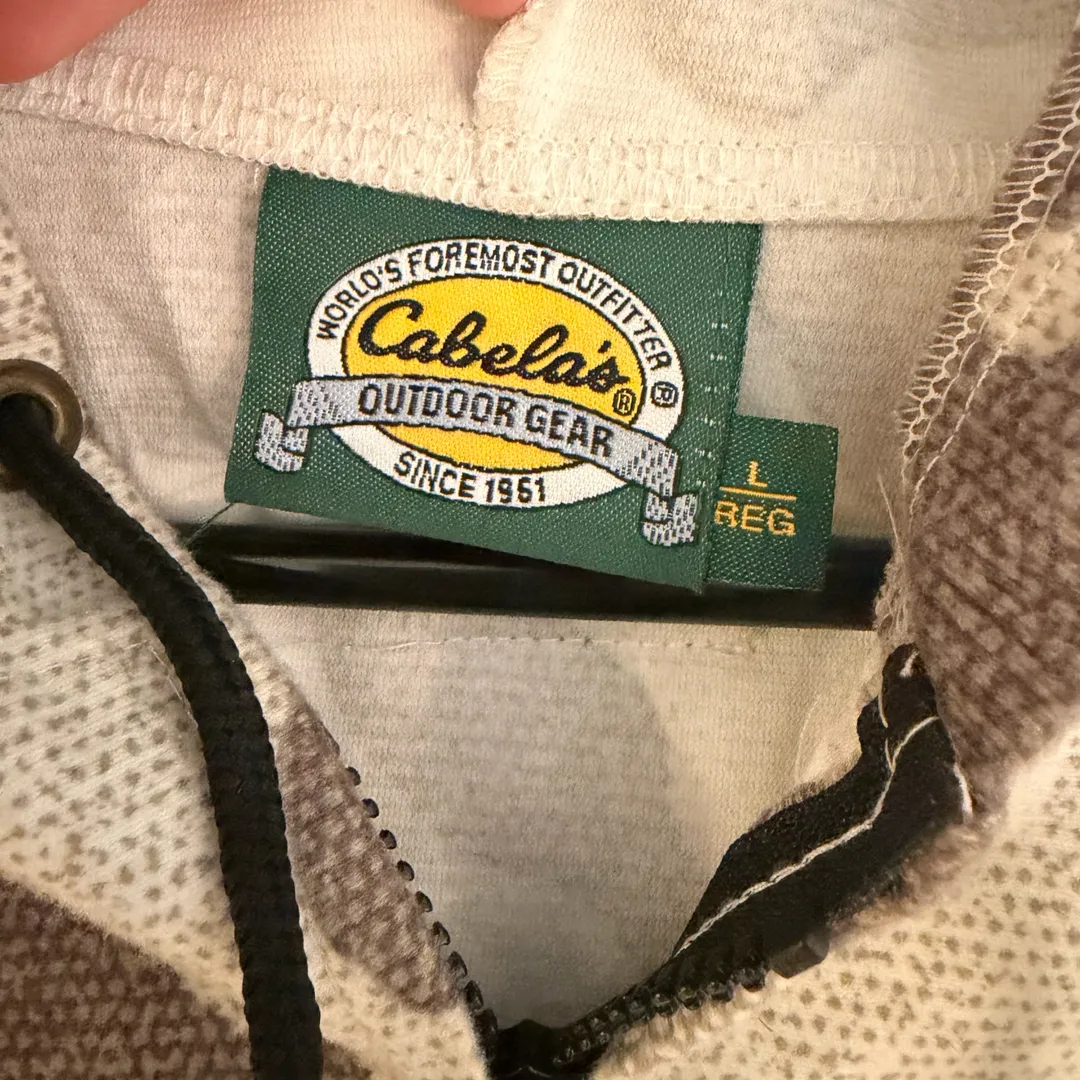 WORLD'S FOREMOST OUTFITTER ®
Cabela's®
OUTDOOR GEAR
SINCE 1961
L
REG